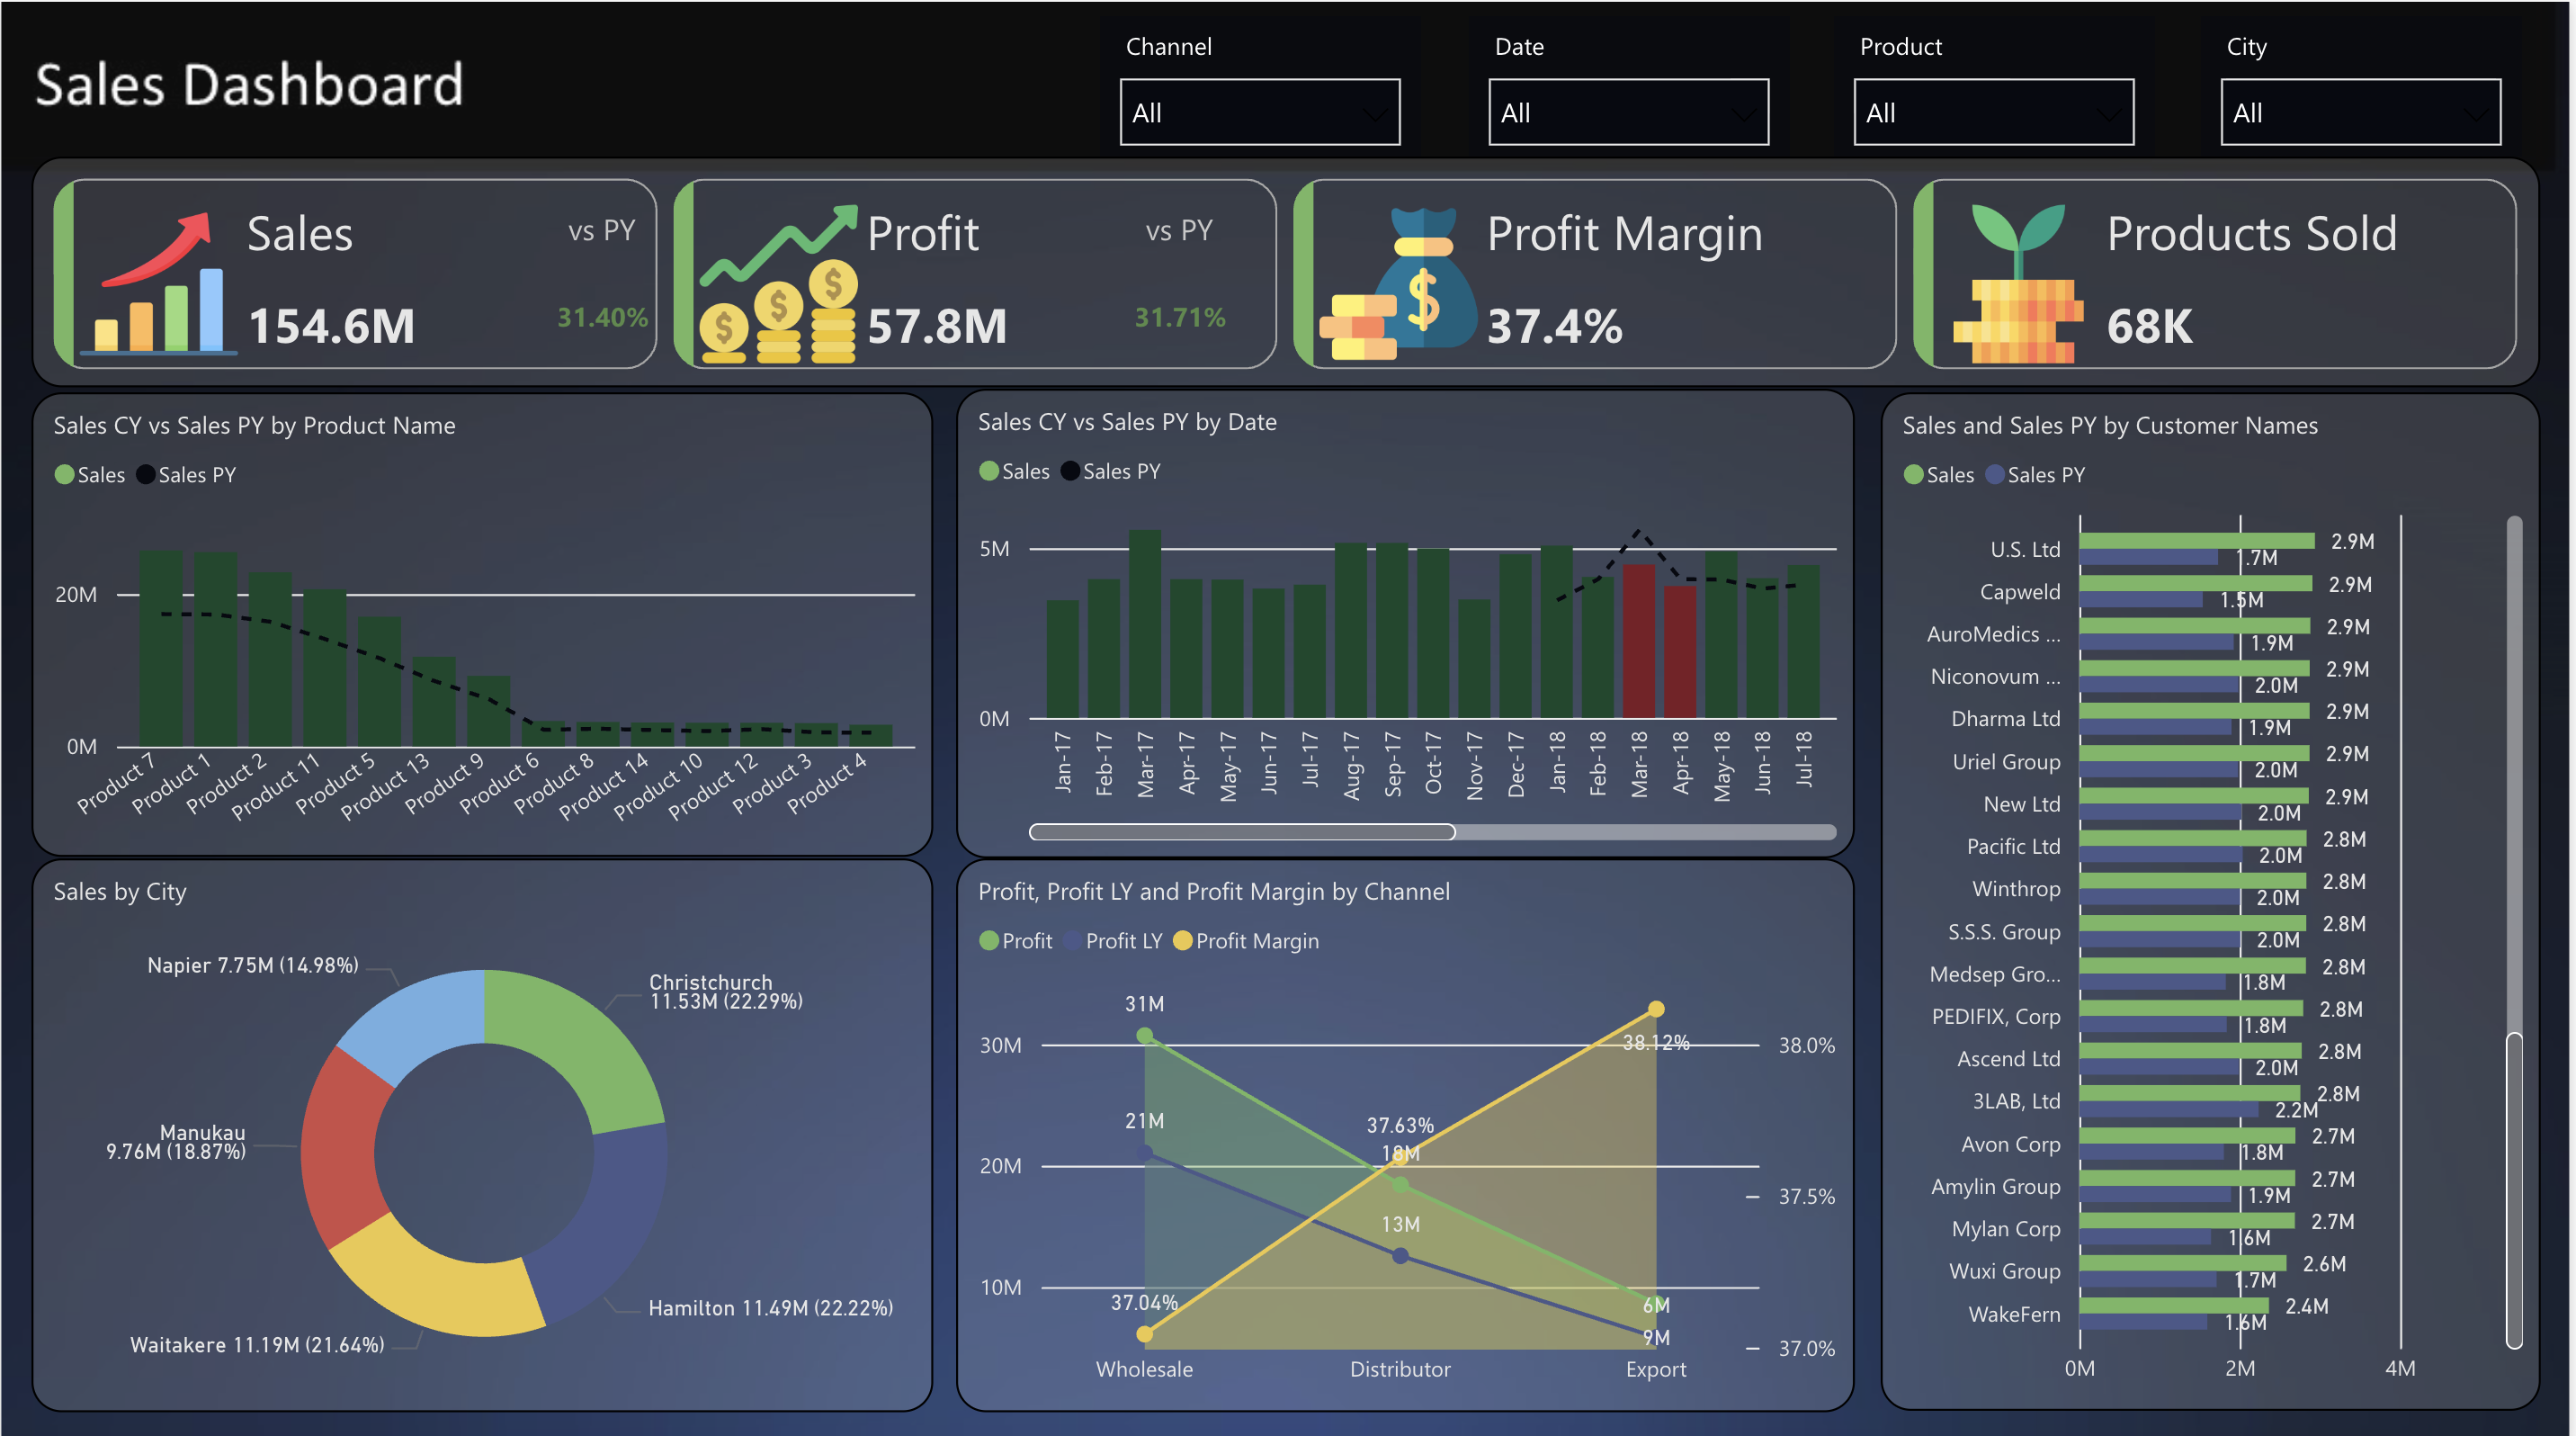 Sales Dashboard
Channel
All
Date
All
Product
All
City
All
Sales
vs PY
154.6M
31.40%
Profit
vs PY
57.8M
31.71%
Profit Margin
37.4%
Products Sold
68K
Sales CY vs Sales PY by Product Name
Sales Sales PY
20M
0M
Product 7
Product 1
Product 2
Product 11
Product 5
Product 13
Product 9
Product 6
Product 8
Product 14
Product 10
Product 12
Product 3
Product 4
Sales CY vs Sales PY by Date
Sales Sales PY
5M
0M
Jan-17
Feb-17
Mar-17
Apr-17
May-17
Jun-17
Jul-17
Aug-17
Sep-17
Oct-17
Nov-17
Dec-17
Jan-18
Feb-18
Mar-18
Apr-18
May-18
Jun-18
Jul-18
Sales and Sales PY by Customer Names
Sales Sales PY
U.S. Ltd 2.9M
1.7M
Capweld 2.9M
1.5M
AuroMedics ... 2.9M
1.9M
Niconovum ... 2.9M
2.0M
Dharma Ltd 2.9M
1.9M
Uriel Group 2.9M
2.0M
New Ltd 2.9M
2.0M
Pacific Ltd 2.8M
2.0M
Winthrop 2.8M
2.0M
S.S.S. Group 2.8M
2.0M
Medsep Gro... 2.8M
1.8M
PEDIFIX, Corp 2.8M
1.8M
Ascend Ltd 2.8M
2.0M
3LAB, Ltd 2.8M
2.2M
Avon Corp 2.7M
1.8M
Amylin Group 2.7M
1.9M
Mylan Corp 2.7M
1.6M
Wuxi Group 2.6M
1.7M
WakeFern 2.4M
1.6M
0M 2M 4M
Sales by City
Napier 7.75M (14.98%)
Christchurch
11.53M (22.29%)
Manukau
9.76M (18.87%)
Hamilton 11.49M (22.22%)
Waitakere 11.19M (21.64%)
Profit, Profit LY and Profit Margin by Channel
Profit Profit LY Profit Margin
31M
30M
38.12%
38.0%
21M
37.63%
18M
20M
37.5%
13M
10M
37.04%
6M
9M
37.0%
Wholesale Distributor Export